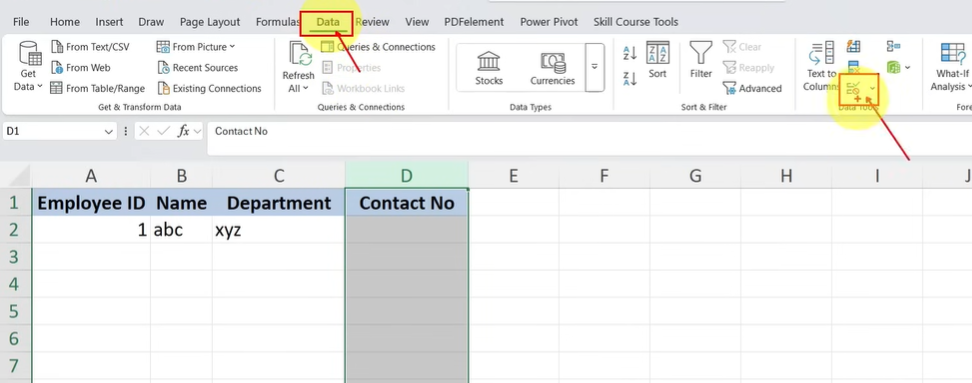 File Home Insert Draw Page Layout Formulas Data Review View PDFelement Power Pivot Skill Course Tools
Get Data
From Text/CSV
From Web
From Table/Range
From Picture
Recent Sources
Existing Connections
Get & Transform Data
Refresh All
Queries & Connections
Properties
Workbook Links
Queries & Connections
Stocks
Currencies
Data Types
Sort
Filter
Clear
Reapply
Advanced
Sort & Filter
Text to
Columns
Data Tools
What-If
Analysis
Fore
D1
fx
Contact No
A B C D E F G H I J
1 Employee ID Name Department Contact No
2 1 abc xyz
3
4
5
6
7